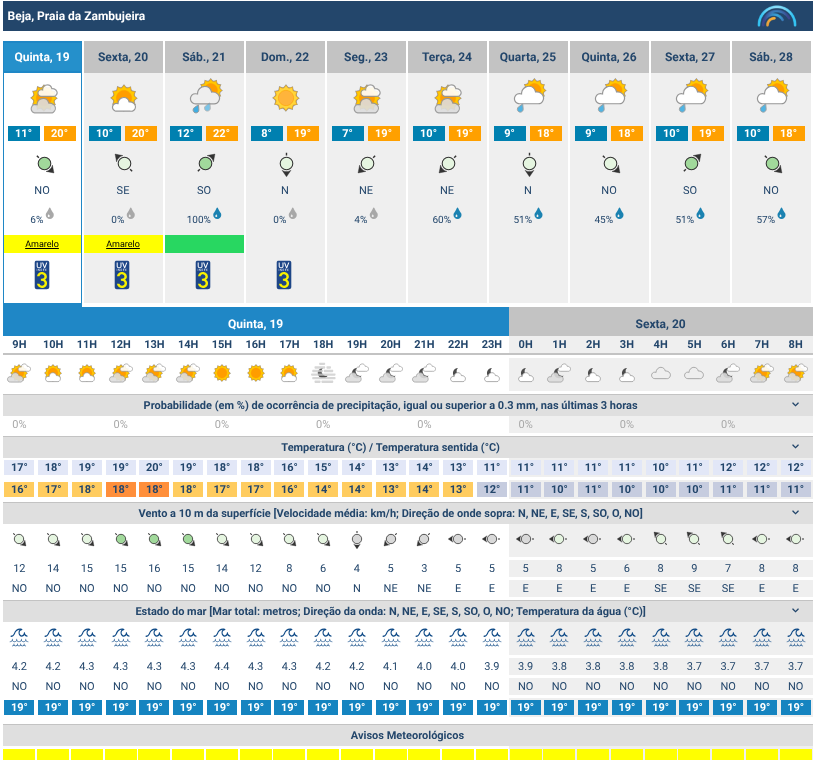 Beja, Praia da Zambujeira
Quinta, 19 Sexta, 20 Sáb., 21 Dom., 22 Seg., 23 Terça, 24 Quarta, 25 Quinta, 26 Sexta, 27 Sáb., 28
11° 20° 10° 20° 12° 22° 8° 19° 7° 19° 10° 19° 9° 18° 9° 18° 10° 19° 10° 18°
NO SE SO N NE NE N NO SO NO
6% 0% 100% 0% 4% 60% 51% 45% 51% 57%
Amarelo Amarelo
UV UV UV UV
3 3 3 3
Quinta, 19 Sexta, 20
9H 10H 11H 12H 13H 14H 15H 16H 17H 18H 19H 20H 21H 22H 23H 0H 1H 2H 3H 4H 5H 6H 7H 8H
Probabilidade (em %) de ocorrência de precipitação, igual ou superior a 0.3 mm, nas últimas 3 horas
0% 0% 0% 0% 0% 0% 0% 0%
Temperatura (°C) / Temperatura sentida (°C)
17° 18° 19° 19° 20° 19° 18° 18° 16° 15° 14° 13° 14° 13° 11° 11° 11° 11° 11° 10° 11° 12° 12° 12°
16° 17° 18° 18° 18° 18° 17° 17° 16° 14° 14° 13° 14° 13° 12° 11° 10° 11° 10° 10° 10° 11° 11° 11°
Vento a 10 m da superfície [Velocidade média: km/h; Direção de onde sopra: N, NE, E, SE, S, SO, O, NO]
12 14 15 15 16 15 14 12 8 6 4 5 3 5 5 5 8 5 6 8 9 7 8 8
NO NO NO NO NO NO NO NO NO NO N NE NE E E E E E E SE SE SE E E
Estado do mar [Mar total: metros; Direção da onda: N, NE, E, SE, S, SO, O, NO; Temperatura da água (°C)]
4.2 4.2 4.3 4.3 4.3 4.3 4.4 4.3 4.3 4.2 4.2 4.1 4.0 4.0 3.9 3.9 3.8 3.8 3.8 3.8 3.7 3.7 3.7 3.7
NO NO NO NO NO NO NO NO NO NO NO NO NO NO NO NO NO NO NO NO NO NO NO NO
19° 19° 19° 19° 19° 19° 19° 19° 19° 19° 19° 19° 19° 19° 19° 19° 19° 19° 19° 19° 19° 19° 19° 19°
Avisos Meteorológicos